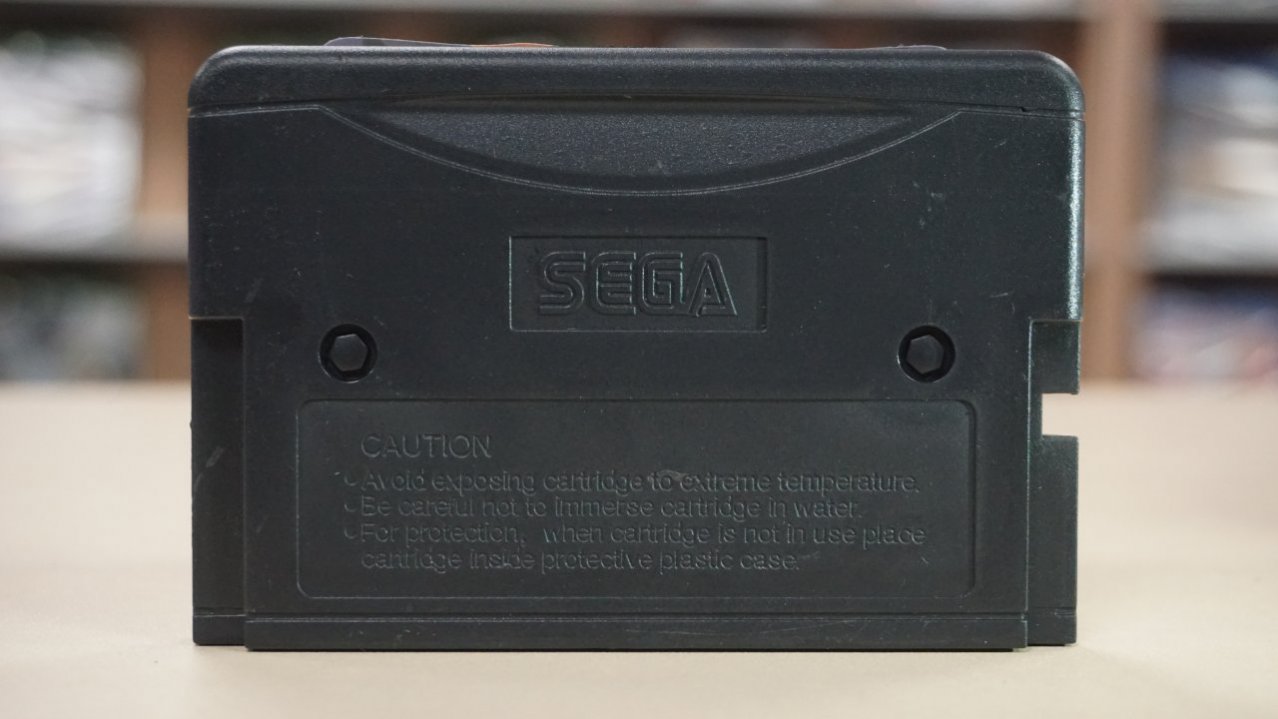 SEGA
CAUTION
• Avoid exposing cartridge to extreme temperature.
• Be careful not to immerse cartridge in water.
• For protection, when cartridge is not in use place
cartridge inside protective plastic case.